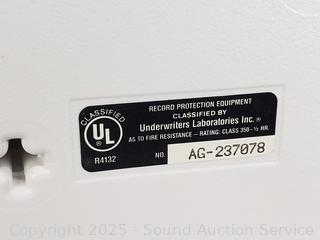 RECORD PROTECTION EQUIPMENT
CLASSIFIED BY
Underwriters Laboratories Inc.®
AS TO FIRE RESISTANCE - RATING: CLASS 350-½ HR.
CLASSIFIED
UL
®
R4132
NO. AG-237078
Copyright 2025 - Sound Auction Service